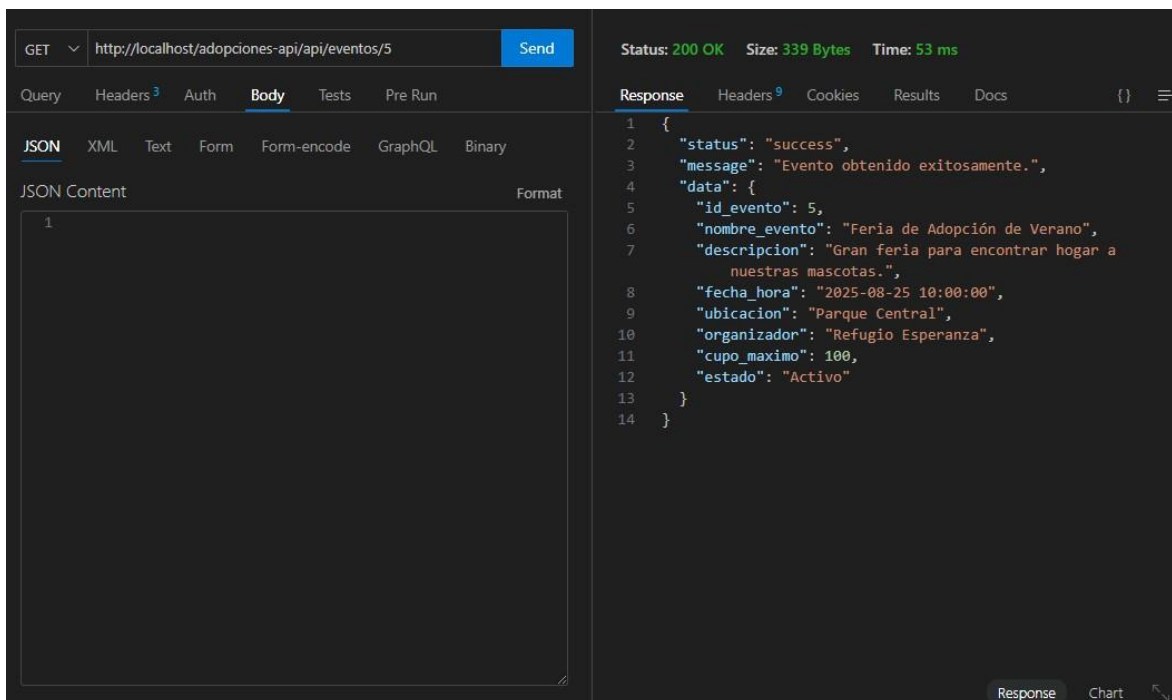 GET http://localhost/adopciones-api/api/eventos/5 Send
Query Headers 3 Auth Body Tests Pre Run
JSON XML Text Form Form-encode GraphQL Binary
JSON Content Format
1
Status: 200 OK Size: 339 Bytes Time: 53 ms
Response Headers 9 Cookies Results Docs {}
1 {
2 "status": "success",
3 "message": "Evento obtenido exitosamente.",
4 "data": {
5 "id_evento": 5,
6 "nombre_evento": "Feria de Adopción de Verano",
7 "descripcion": "Gran feria para encontrar hogar a
nuestras mascotas.",
8 "fecha_hora": "2025-08-25 10:00:00",
9 "ubicacion": "Parque Central",
10 "organizador": "Refugio Esperanza",
11 "cupo_maximo": 100,
12 "estado": "Activo"
13 }
14 }
Response Chart